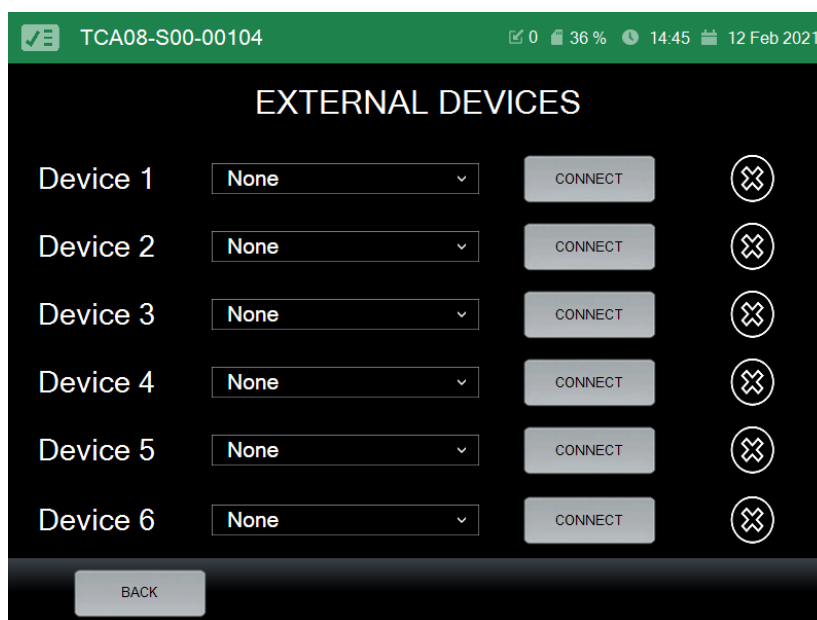 TCA08-S00-00104 0 36 % 14:45 12 Feb 2021
EXTERNAL DEVICES
Device 1 None CONNECT
Device 2 None CONNECT
Device 3 None CONNECT
Device 4 None CONNECT
Device 5 None CONNECT
Device 6 None CONNECT
BACK